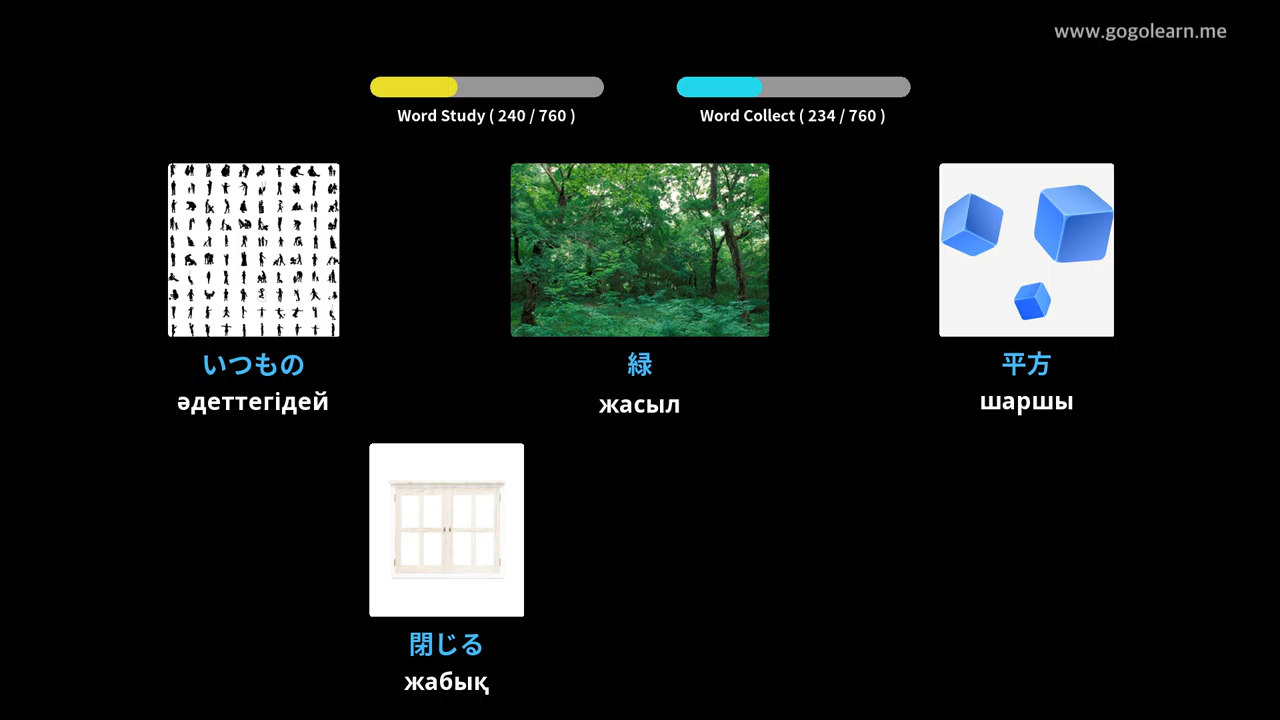 www.gogolearn.me
Word Study ( 240 / 760 )
Word Collect ( 234 / 760 )
いつもの
әдеттегідей
緑
жасыл
平方
шаршы
閉じる
жабық